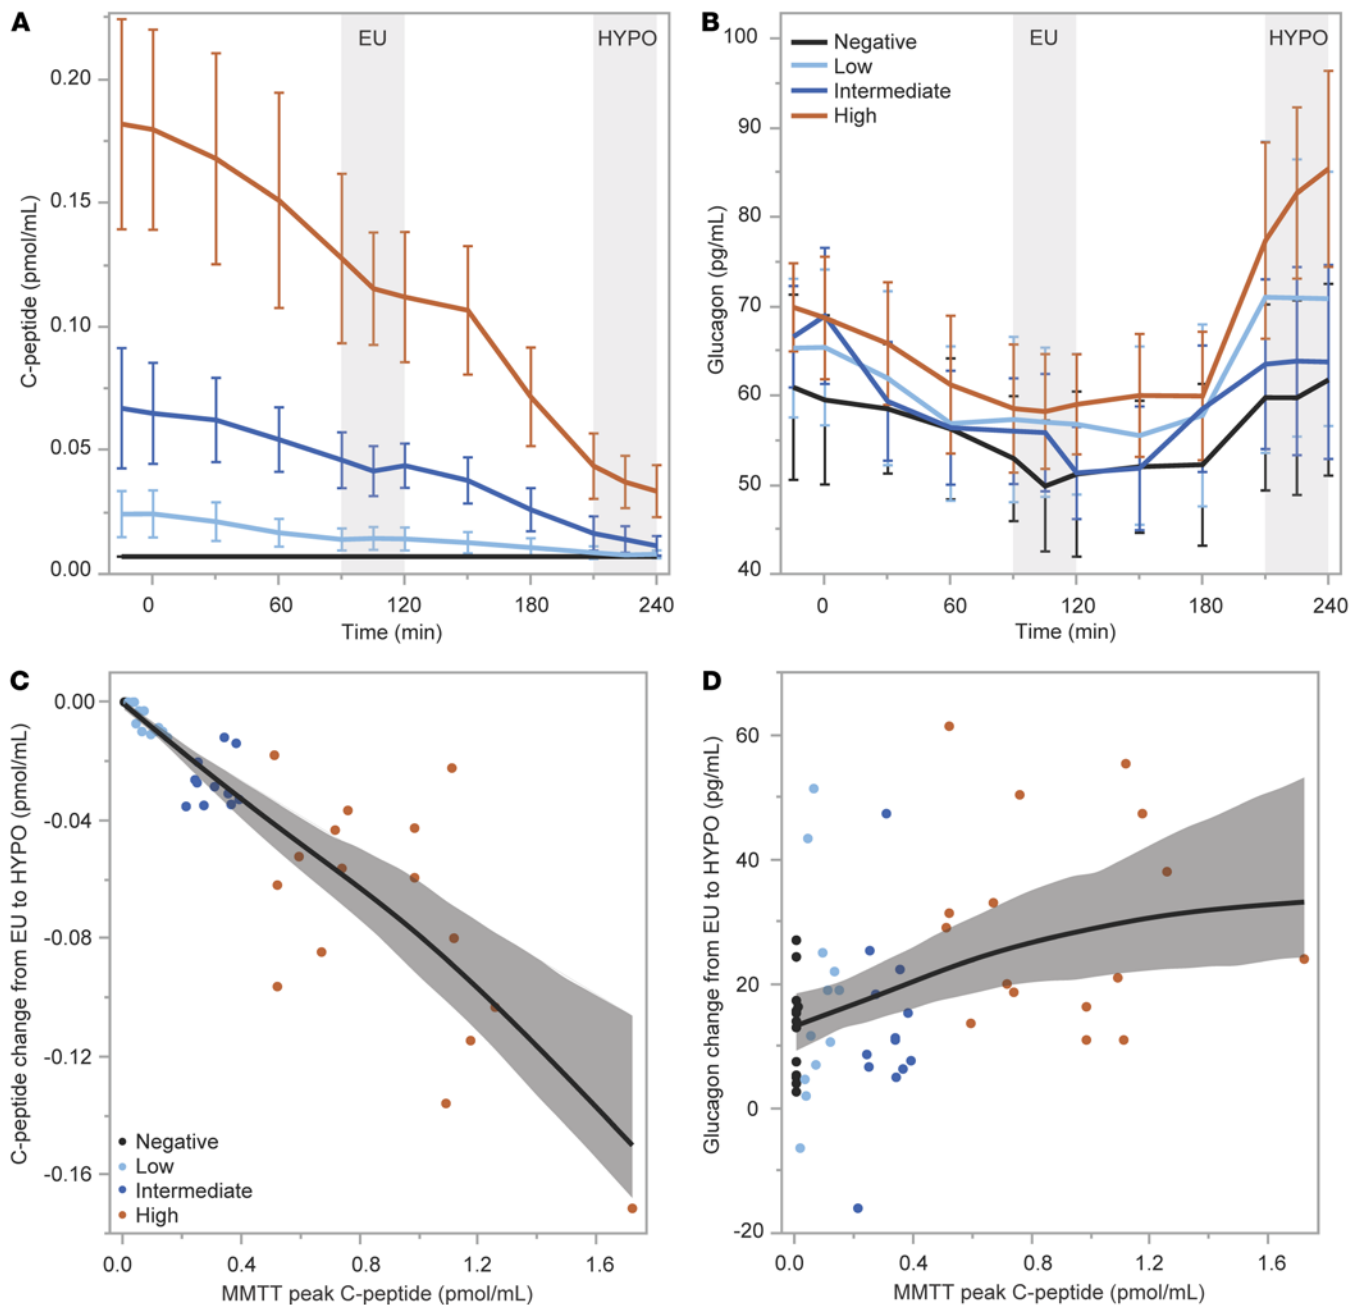 A
EU
HYPO
0.20
0.15
0.10
0.05
0.00
C-peptide (pmol/mL)
0
60
120
180
240
Time (min)
B
Negative
Low
Intermediate
High
EU
HYPO
100
90
80
70
60
50
40
Glucagon (pg/mL)
0
60
120
180
240
Time (min)
C
0.00
-0.04
-0.08
-0.12
-0.16
C-peptide change from EU to HYPO (pmol/mL)
Negative
Low
Intermediate
High
0.0
0.4
0.8
1.2
1.6
MMTT peak C-peptide (pmol/mL)
D
60
40
20
0
-20
Glucagon change from EU to HYPO (pg/mL)
0.0
0.4
0.8
1.2
1.6
MMTT peak C-peptide (pmol/mL)